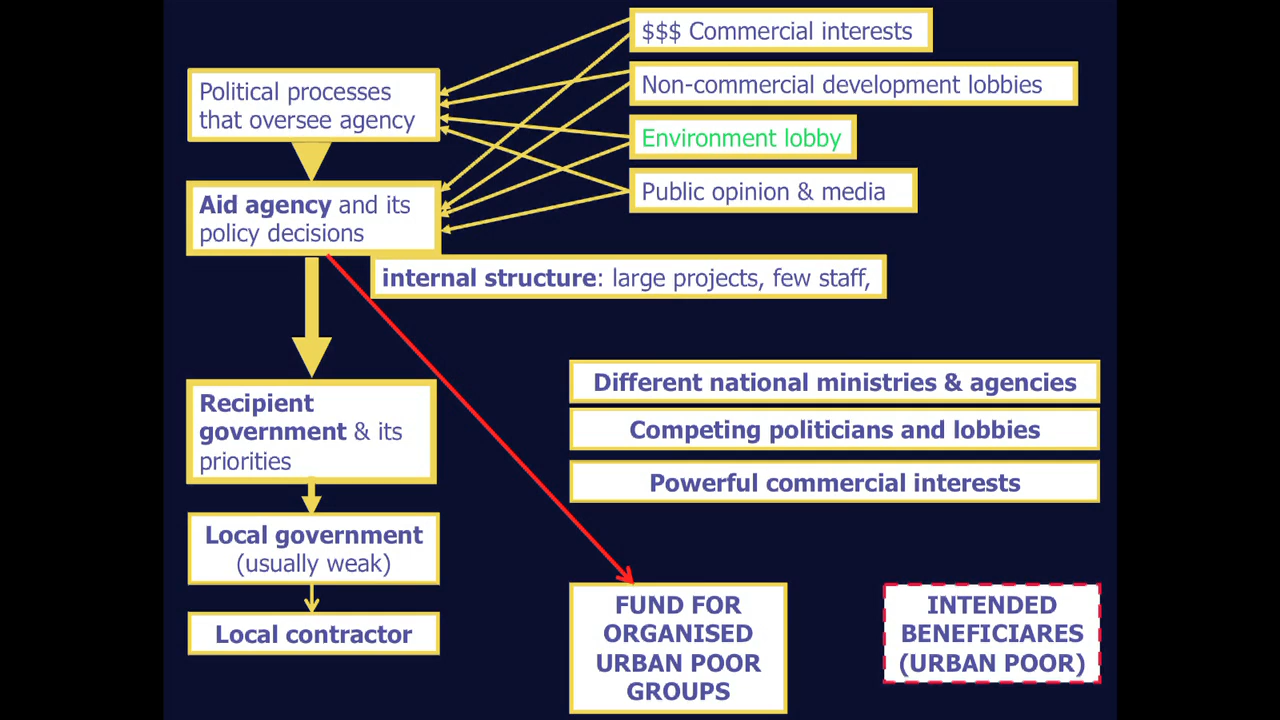 $$$ Commercial interests
Non-commercial development lobbies
Environment lobby
Public opinion & media
Political processes
that oversee agency
Aid agency and its
policy decisions
internal structure: large projects, few staff,
Different national ministries & agencies
Competing politicians and lobbies
Powerful commercial interests
Recipient
government & its
priorities
Local government
(usually weak)
Local contractor
FUND FOR
ORGANISED
URBAN POOR
GROUPS
INTENDED
BENEFICIARES
(URBAN POOR)